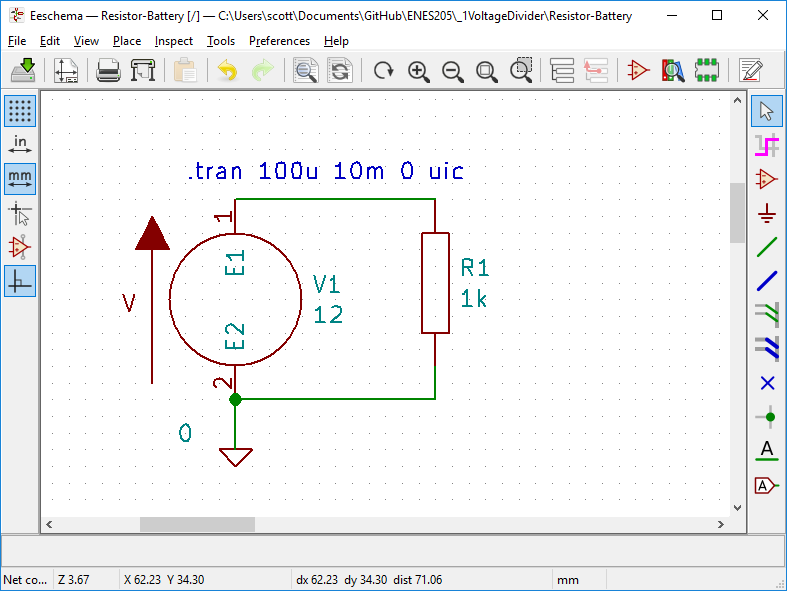 Eeschema — Resistor-Battery [/] — C:\Users\scott\Documents\GitHub\ENES205\_1VoltageDivider\Resistor-Battery
File Edit View Place Inspect Tools Preferences Help
in
mm
.tran 100u 10m 0 uic
1
E1
V
V1
12
E2
2
0
R1
1k
A
A
Net co... Z 3.67 X 62.23 Y 34.30 dx 62.23 dy 34.30 dist 71.06 mm